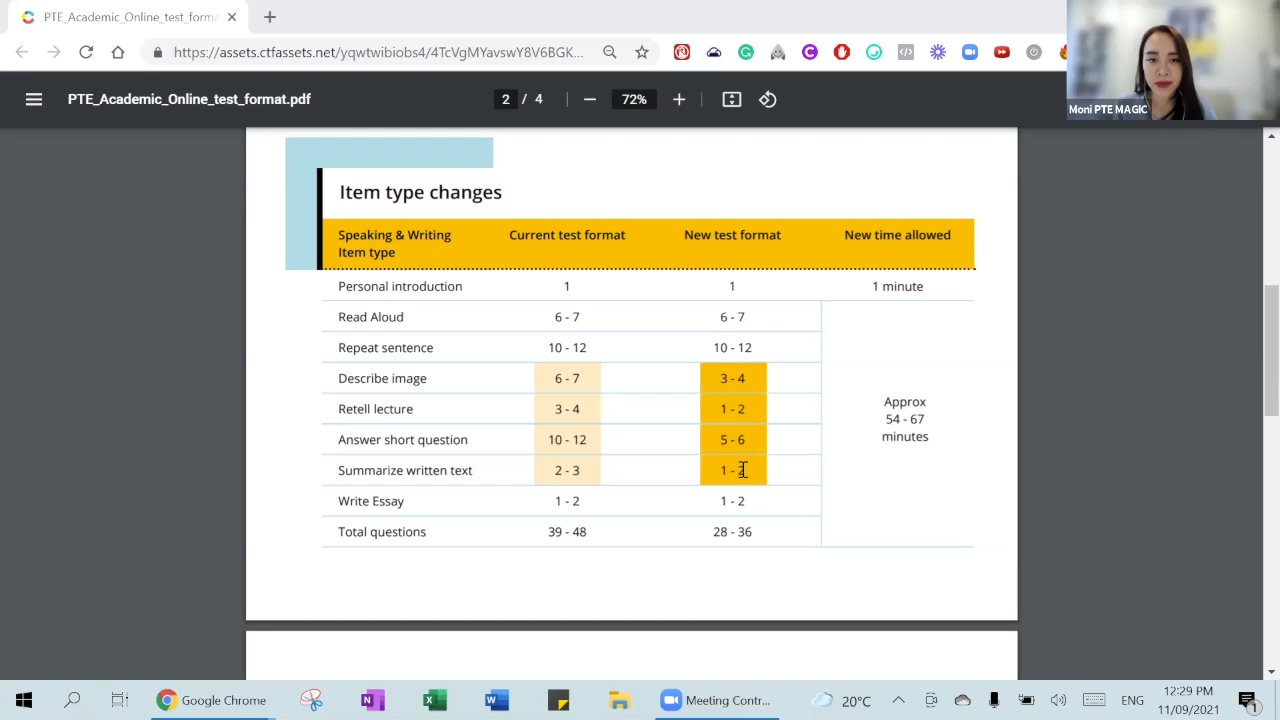 PTE_Academic_Online_test_forma
https://assets.ctfassets.net/yqwtwibiobs4/4TcVgMYavswY8V6BGK...
PTE_Academic_Online_test_format.pdf
2 / 4
72%
Moni PTE MAGIC
Item type changes
Speaking & Writing Item type Current test format New test format New time allowed
Personal introduction 1 1 1 minute
Read Aloud 6 - 7 6 - 7
Repeat sentence 10 - 12 10 - 12
Describe image 6 - 7 3 - 4
Retell lecture 3 - 4 1 - 2
Answer short question 10 - 12 5 - 6
Summarize written text 2 - 3 1 - 2
Write Essay 1 - 2 1 - 2
Total questions 39 - 48 28 - 36
Approx
54 - 67
minutes
Google Chrome
Meeting Contr...
20°C
ENG
12:29 PM
11/09/2021
1